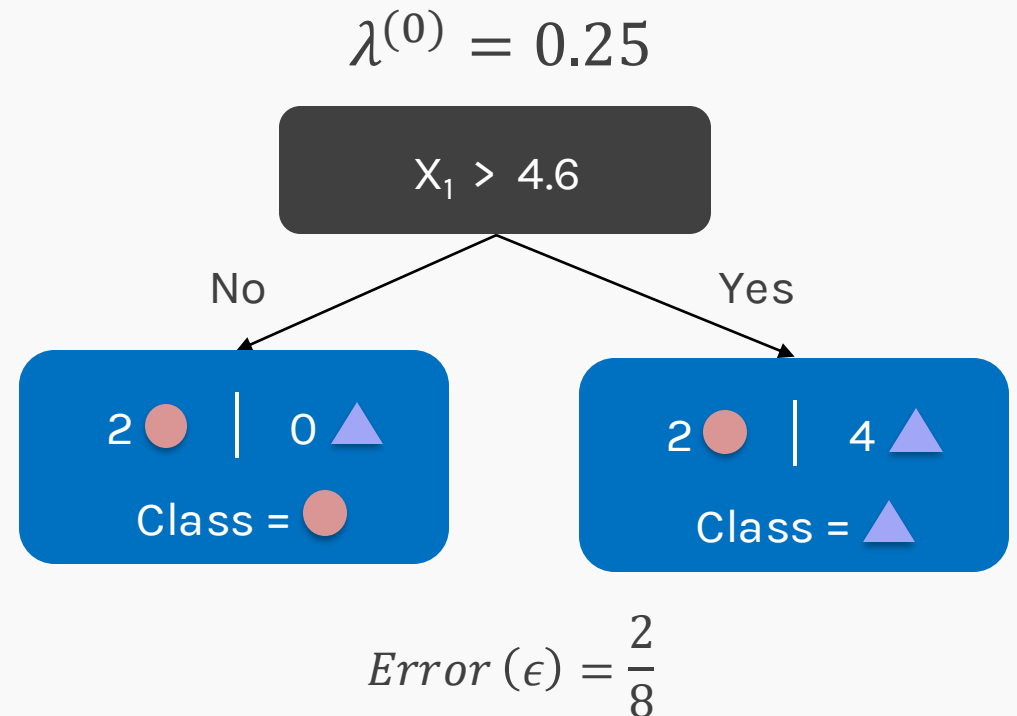 λ⁽⁰⁾ = 0.25
X₁ > 4.6
No
Yes
2 | 0
Class =
2 | 4
Class =
Error (ϵ) = 2/8